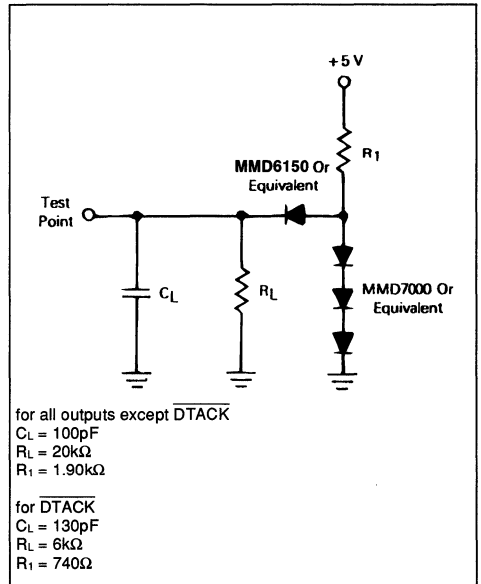 +5 V
R1
MMD6150 Or
Equivalent
Test
Point
CL
RL
MMD7000 Or
Equivalent
for all outputs except DTACK
CL = 100pF
RL = 20kΩ
R1 = 1.90kΩ
for DTACK
CL = 130pF
RL = 6kΩ
R1 = 740Ω